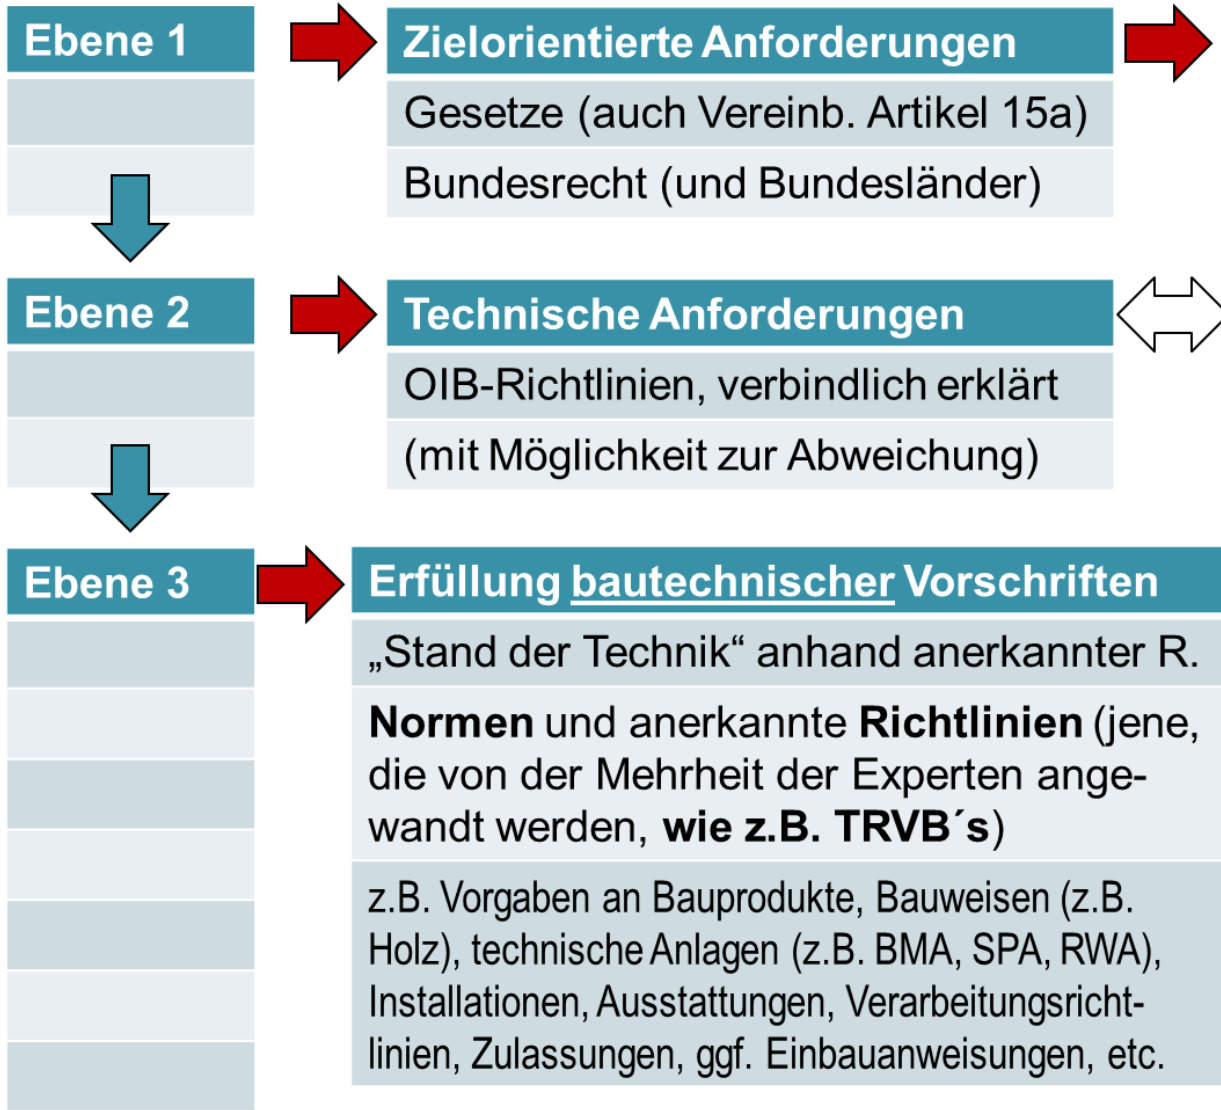 Ebene 1
Zielorientierte Anforderungen
Gesetze (auch Vereinb. Artikel 15a)
Bundesrecht (und Bundesländer)
Ebene 2
Technische Anforderungen
OIB-Richtlinien, verbindlich erklärt
(mit Möglichkeit zur Abweichung)
Ebene 3
Erfüllung bautechnischer Vorschriften
„Stand der Technik“ anhand anerkannter R.
Normen und anerkannte Richtlinien (jene,
die von der Mehrheit der Experten ange-
wandt werden, wie z.B. TRVB´s)
z.B. Vorgaben an Bauprodukte, Bauweisen (z.B.
Holz), technische Anlagen (z.B. BMA, SPA, RWA),
Installationen, Ausstattungen, Verarbeitungsricht-
linien, Zulassungen, ggf. Einbauanweisungen, etc.